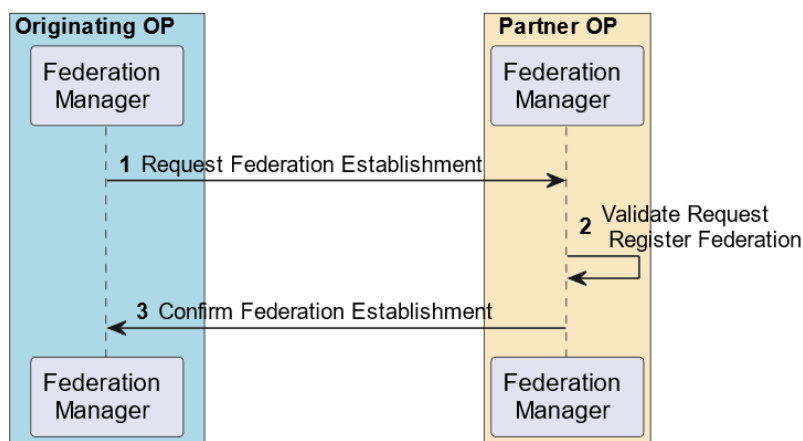 Originating OP
Partner OP
Federation
Manager
Federation
Manager
1 Request Federation Establishment
2 Validate Request
Register Federation
3 Confirm Federation Establishment
Federation
Manager
Federation
Manager